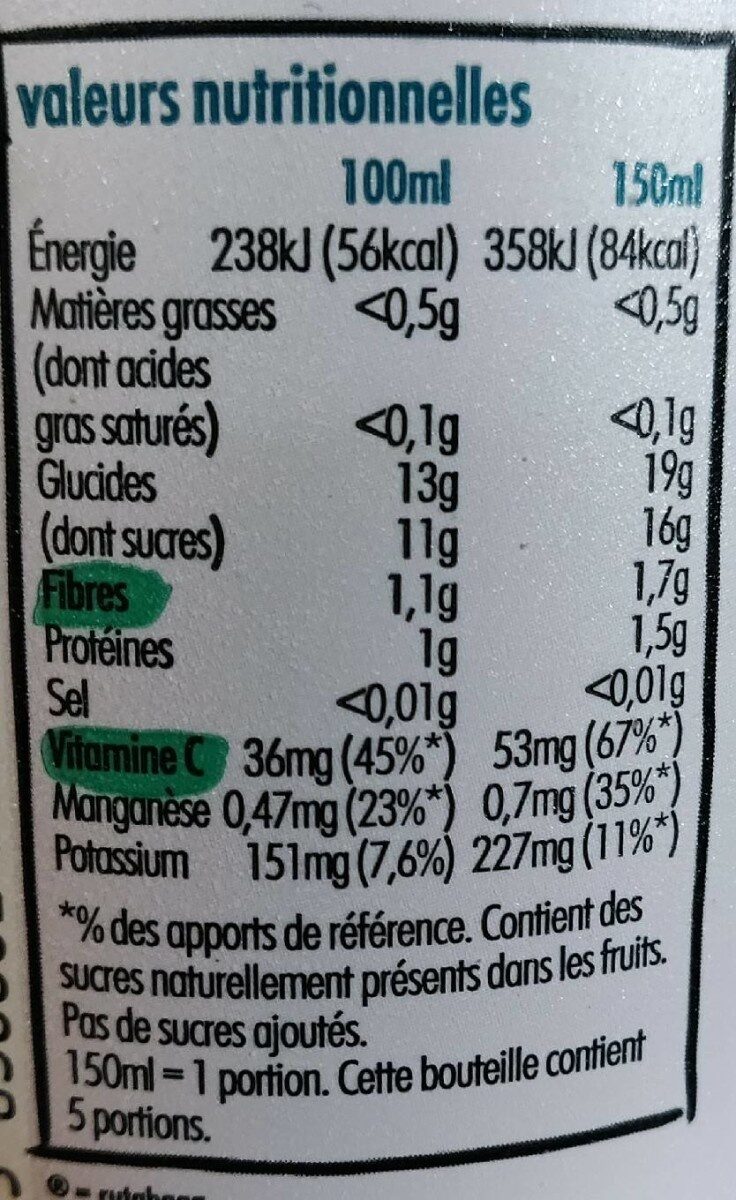 valeurs nutritionnelles
100ml 150ml
Énergie 238kJ (56kcal) 358kJ (84kcal)
Matières grasses <0,5g <0,5g
(dont acides
gras saturés) <0,1g <0,1g
Glucides 13g 19g
(dont sucres) 11g 16g
Fibres 1,1g 1,7g
Protéines 1g 1,5g
Sel <0,01g <0,01g
Vitamine C 36mg (45%*) 53mg (67%*)
Manganèse 0,47mg (23%*) 0,7mg (35%*)
Potassium 151mg (7,6%) 227mg (11%*)
*% des apports de référence. Contient des
sucres naturellement présents dans les fruits.
Pas de sucres ajoutés.
150ml = 1 portion. Cette bouteille contient
5 portions.